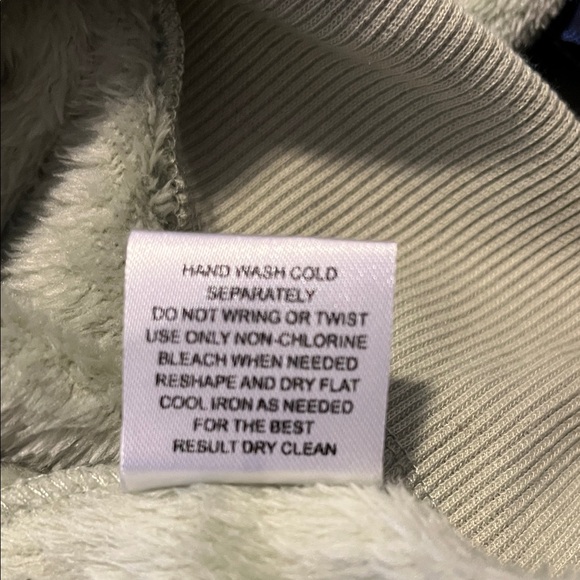 HAND WASH COLD
SEPARATELY
DO NOT WRING OR TWIST
USE ONLY NON-CHLORINE
BLEACH WHEN NEEDED
RESHAPE AND DRY FLAT
COOL IRON AS NEEDED
FOR THE BEST
RESULT DRY CLEAN